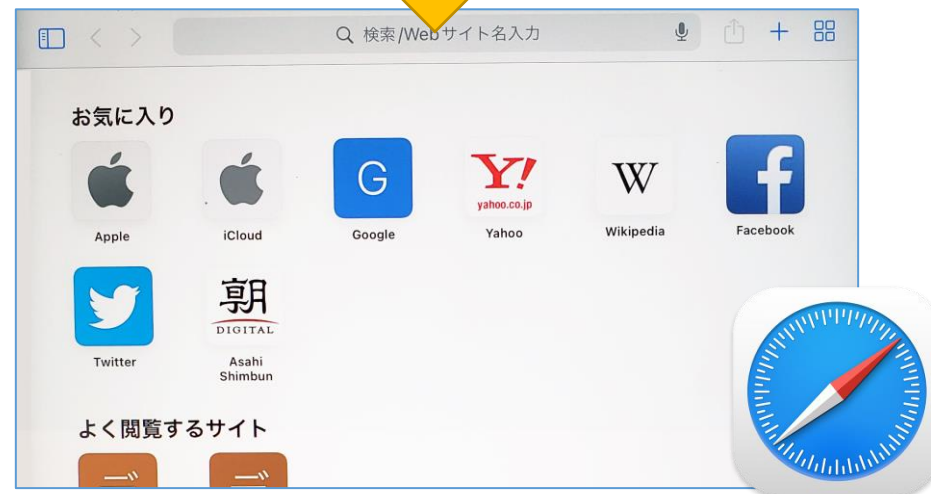 検索/Webサイト名入力
お気に入り
G
Y!
yahoo.co.jp
W
f
Apple
iCloud
Google
Yahoo
Wikipedia
Facebook
朝
DIGITAL
Twitter
Asahi
Shimbun
よく閲覧するサイト
デ
デ